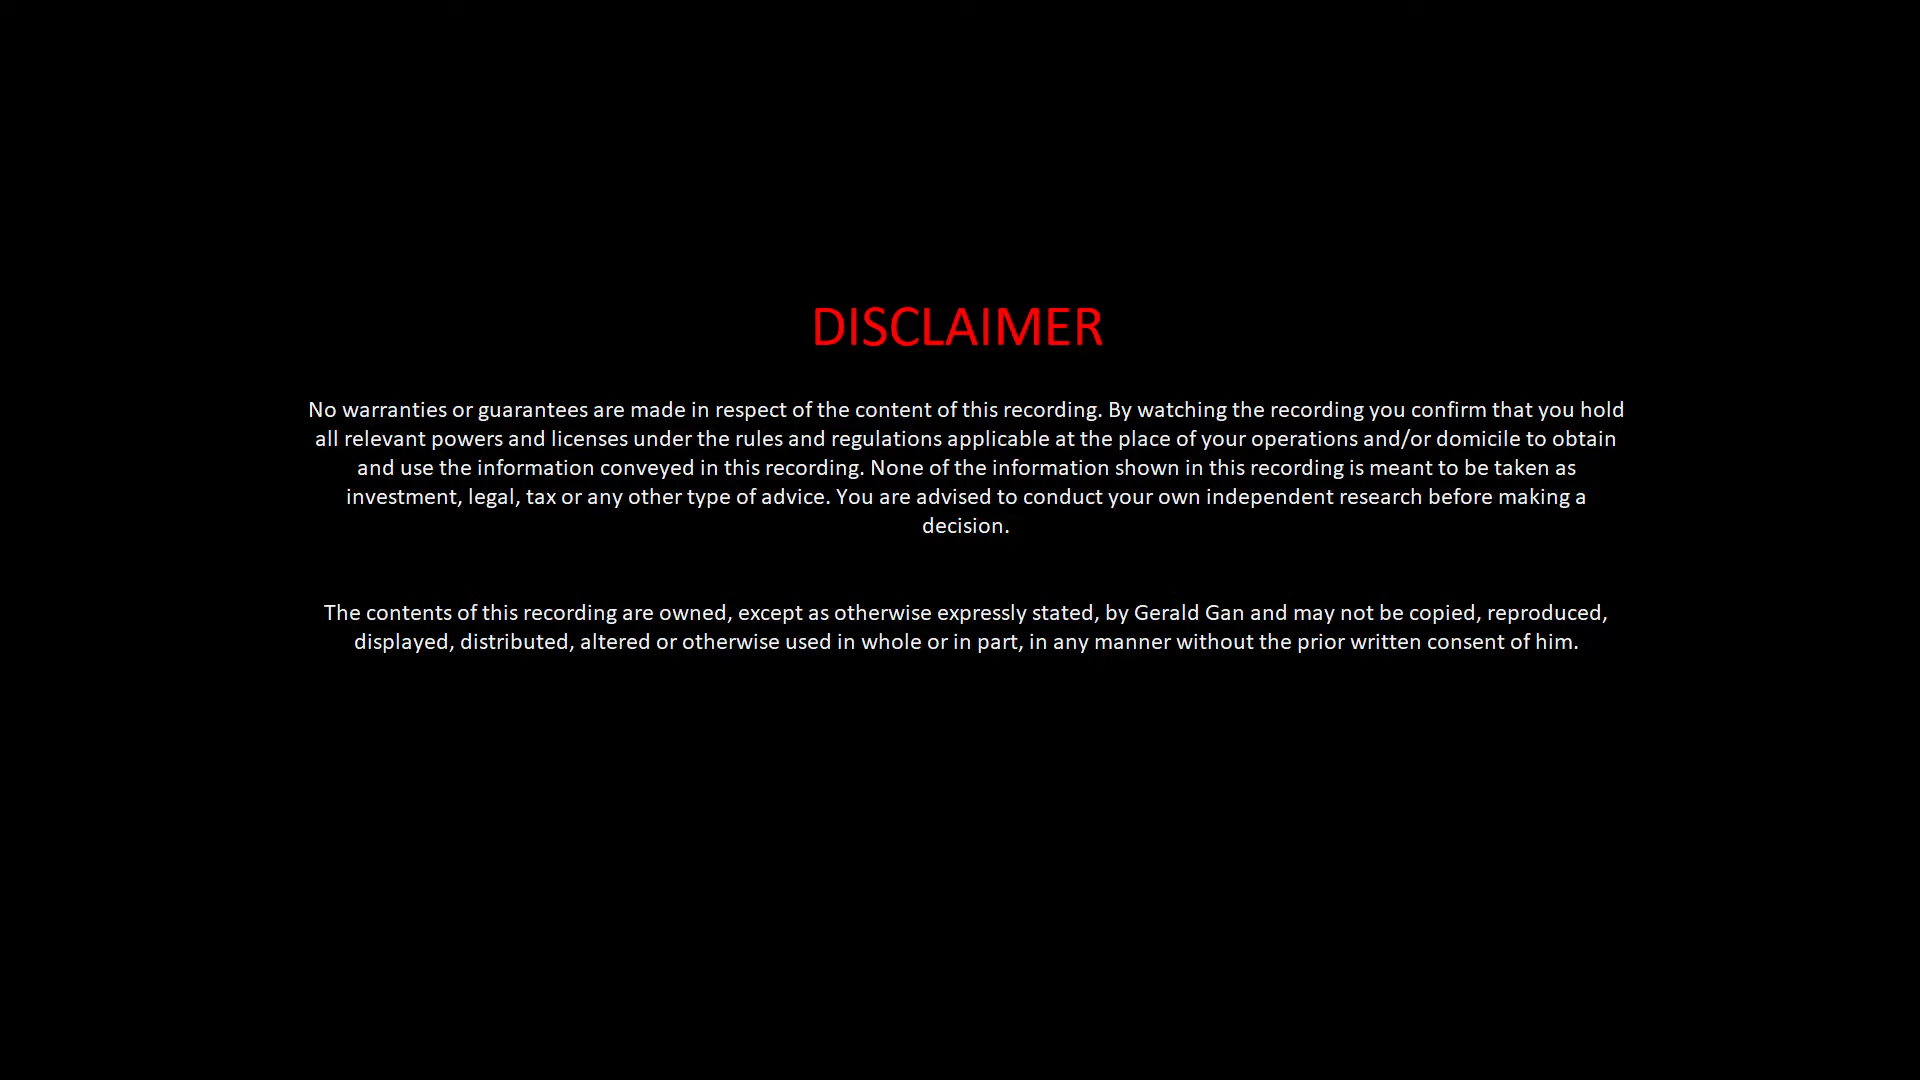 DISCLAIMER
No warranties or guarantees are made in respect of the content of this recording. By watching the recording you confirm that you hold
all relevant powers and licenses under the rules and regulations applicable at the place of your operations and/or domicile to obtain
and use the information conveyed in this recording. None of the information shown in this recording is meant to be taken as
investment, legal, tax or any other type of advice. You are advised to conduct your own independent research before making a
decision.
The contents of this recording are owned, except as otherwise expressly stated, by Gerald Gan and may not be copied, reproduced,
displayed, distributed, altered or otherwise used in whole or in part, in any manner without the prior written consent of him.